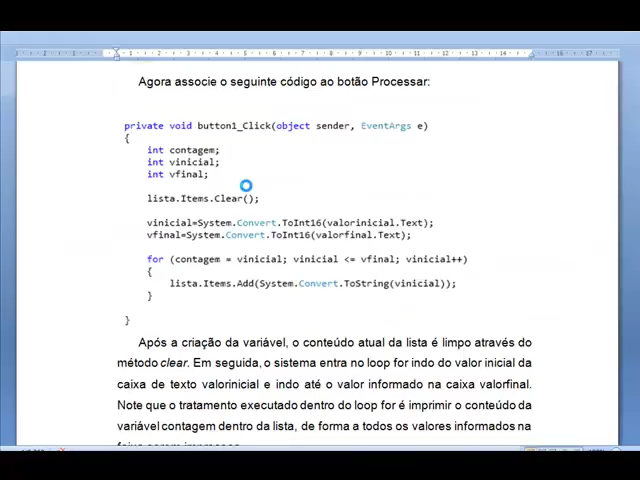 Agora associe o seguinte código ao botão Processar:
private void button1_Click(object sender, EventArgs e)
{
int contagem;
int vinicial;
int vfinal;
lista.Items.Clear();
vinicial=System.Convert.ToInt16(valorinicial.Text);
vfinal=System.Convert.ToInt16(valorfinal.Text);
for (contagem = vinicial; vinicial <= vfinal; vinicial++)
{
lista.Items.Add(System.Convert.ToString(vinicial));
}
}
Após a criação da variável, o conteúdo atual da lista é limpo através do
método clear. Em seguida, o sistema entra no loop for indo do valor inicial da
caixa de texto valorinicial e indo até o valor informado na caixa valorfinal.
Note que o tratamento executado dentro do loop for é imprimir o conteúdo da
variável contagem dentro da lista, de forma a todos os valores informados na